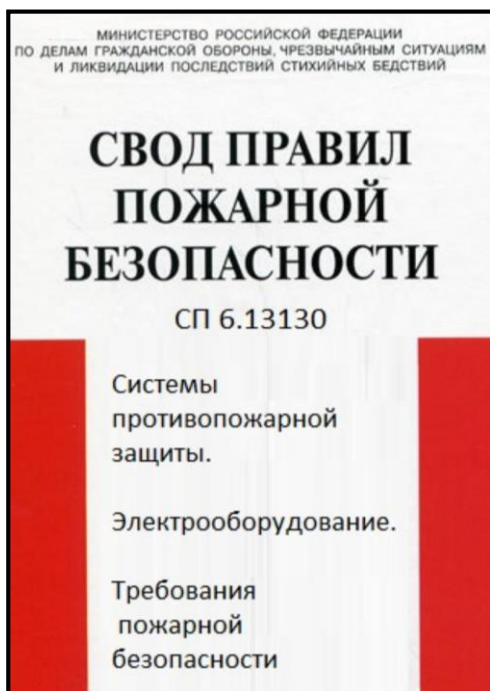 МИНИСТЕРСТВО РОССИЙСКОЙ ФЕДЕРАЦИИ
ПО ДЕЛАМ ГРАЖДАНСКОЙ ОБОРОНЫ, ЧРЕЗВЫЧАЙНЫМ СИТУАЦИЯМ
И ЛИКВИДАЦИИ ПОСЛЕДСТВИЙ СТИХИЙНЫХ БЕДСТВИЙ
СВОД ПРАВИЛ
ПОЖАРНОЙ
БЕЗОПАСНОСТИ
СП 6.13130
Системы
противопожарной
защиты.
Электрооборудование.
Требования
пожарной
безопасности